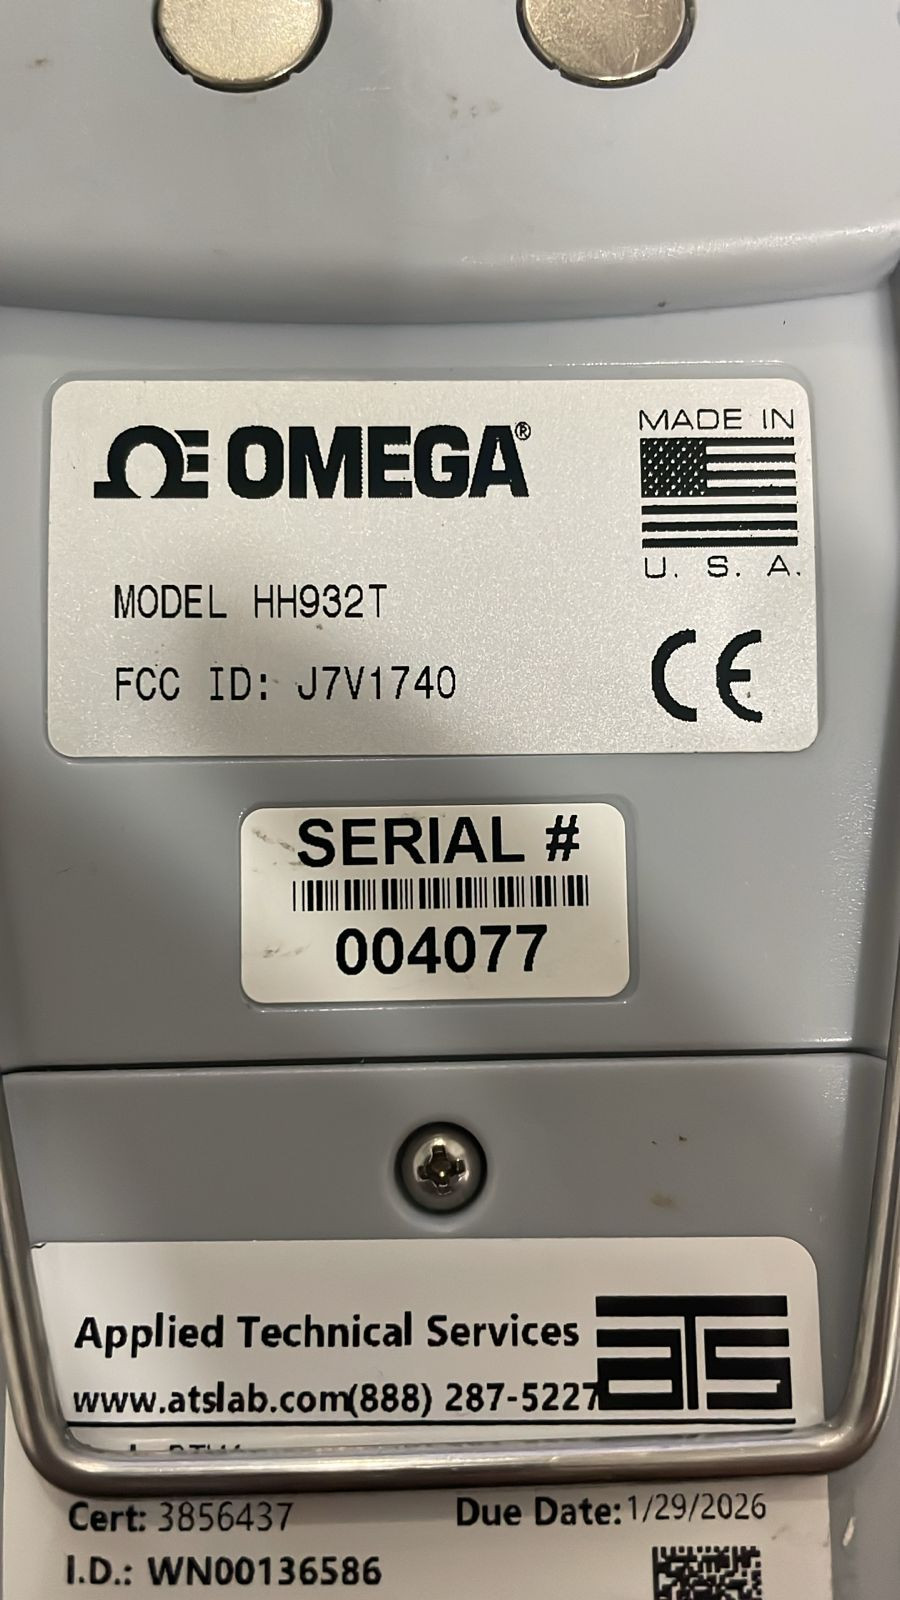 OMEGA®
MADE IN
U. S. A.
MODEL HH932T
FCC ID: J7V1740
CE
SERIAL #
004077
Applied Technical Services
ats
www.atslab.com(888) 287-5227
Cert: 3856437 Due Date: 1/29/2026
I.D.: WN00136586